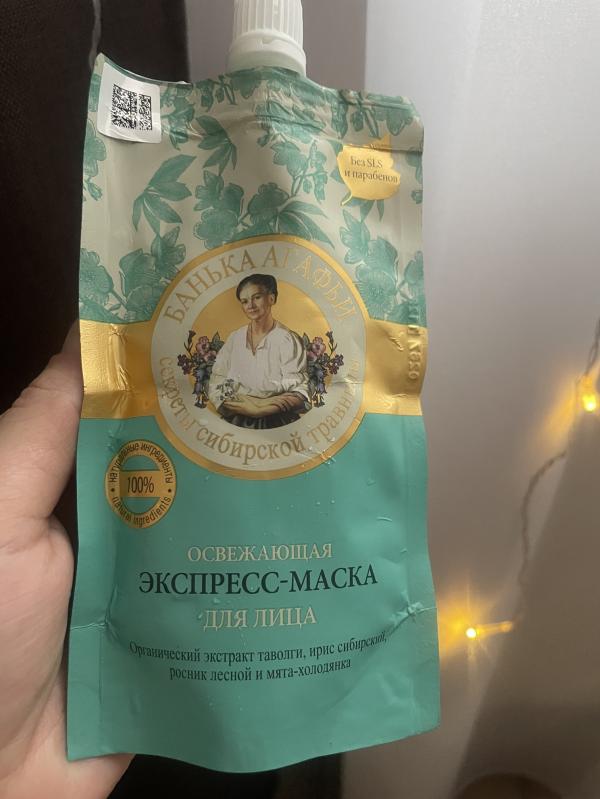 Без SLS
и парабенов
БАНЬКА АГАФЬИ
секреты сибирской травницы
натуральные ингредиенты
100%
natural ingredients
ОСВЕЖАЮЩАЯ
ЭКСПРЕСС-МАСКА
ДЛЯ ЛИЦА
Органический экстракт таволги, ирис сибирский,
росник лесной и мята-холодянка